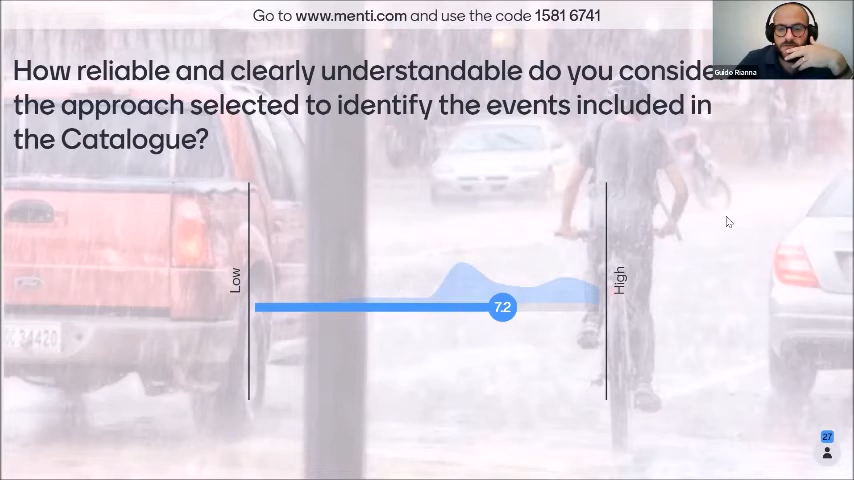 Go to www.menti.com and use the code 1581 6741
Guido Rianna
How reliable and clearly understandable do you conside
the approach selected to identify the events included in
the Catalogue?
Low
High
7.2
34420
27